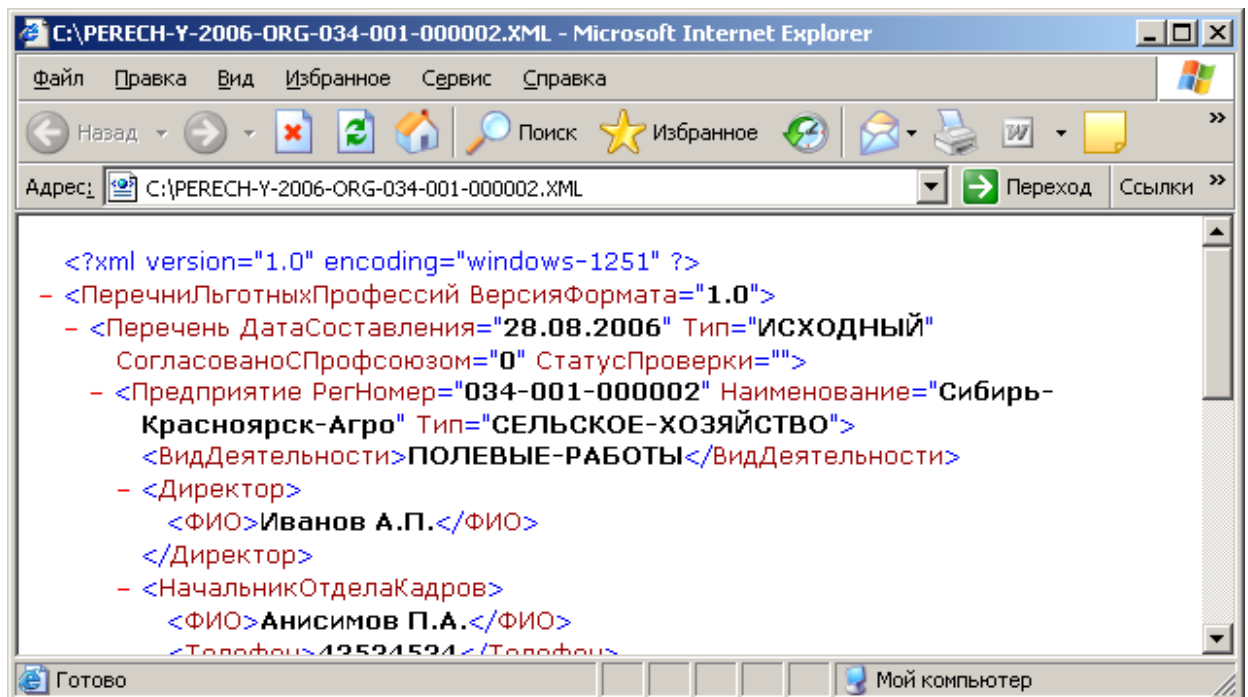 C:\PERECH-Y-2006-ORG-034-001-000002.XML - Microsoft Internet Explorer
Файл Правка Вид Избранное Сервис Справка
Назад Поиск Избранное »
Адрес: C:\PERECH-Y-2006-ORG-034-001-000002.XML Переход Ссылки »
<?xml version="1.0" encoding="windows-1251" ?>
– <ПеречниЛьготныхПрофессий ВерсияФормата="1.0">
– <Перечень ДатаСоставления="28.08.2006" Тип="ИСХОДНЫЙ"
СогласованоСПрофсоюзом="0" СтатусПроверки="">
– <Предприятие РегНомер="034-001-000002" Наименование="Сибирь-
Красноярск-Агро" Тип="СЕЛЬСКОЕ-ХОЗЯЙСТВО">
<ВидДеятельности>ПОЛЕВЫЕ-РАБОТЫ</ВидДеятельности>
– <Директор>
<ФИО>Иванов А.П.</ФИО>
</Директор>
– <НачальникОтделаКадров>
<ФИО>Анисимов П.А.</ФИО>
<Телефон>43534534</Телефон>
Готово Мой компьютер